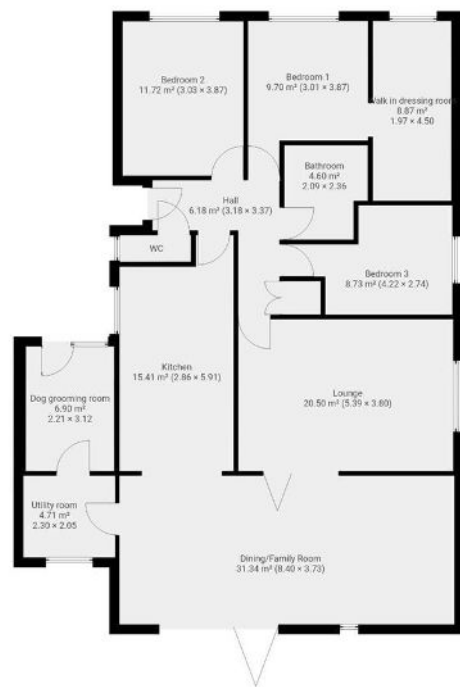 Bedroom 2
11.72 m² (3.03 × 3.87)
Bedroom 1
9.70 m² (3.01 × 3.87)
Walk in dressing room
8.87 m²
1.97 × 4.50
Bathroom
4.60 m²
2.09 × 2.36
Hall
6.18 m² (3.18 × 3.37)
WC
Bedroom 3
8.73 m² (4.22 × 2.74)
Kitchen
15.41 m² (2.86 × 5.91)
Lounge
20.50 m² (5.39 × 3.80)
Dog grooming room
6.90 m²
2.21 × 3.12
Utility room
4.71 m²
2.30 × 2.05
Dining/Family Room
31.34 m² (8.40 × 3.73)